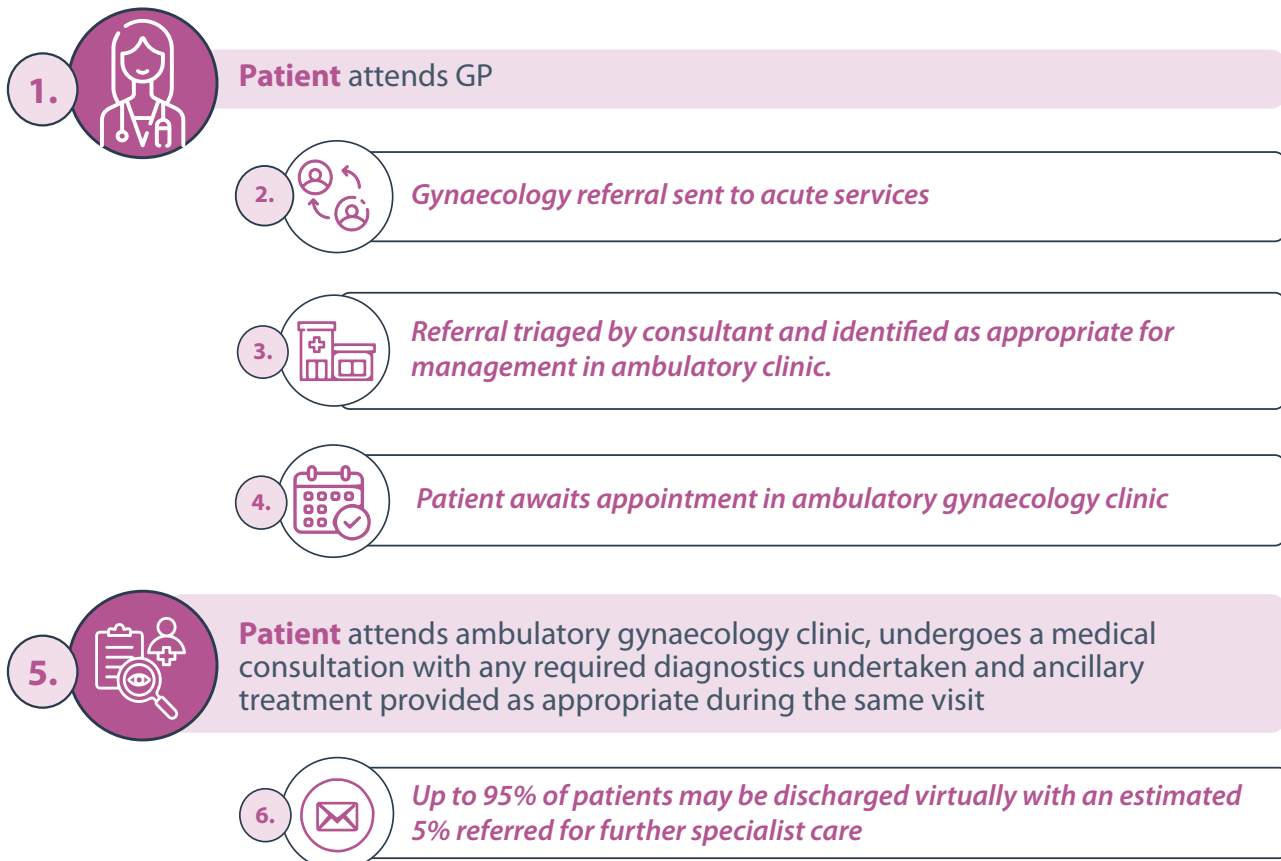 1.
Patient attends GP
2.
Gynaecology referral sent to acute services
3.
Referral triaged by consultant and identified as appropriate for
management in ambulatory clinic.
4.
Patient awaits appointment in ambulatory gynaecology clinic
5.
Patient attends ambulatory gynaecology clinic, undergoes a medical
consultation with any required diagnostics undertaken and ancillary
treatment provided as appropriate during the same visit
6.
Up to 95% of patients may be discharged virtually with an estimated
5% referred for further specialist care